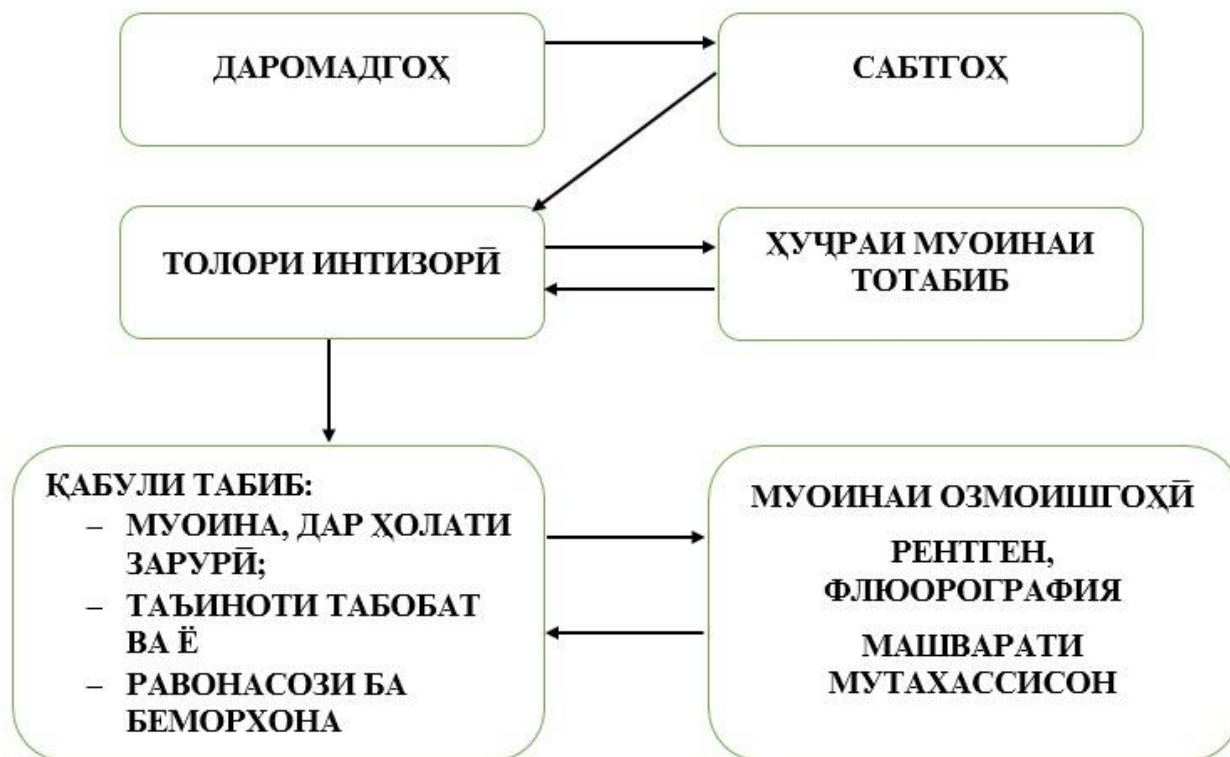 ДАРОМАДГОҲ
САБТГОҲ
ТОЛОРИ ИНТИЗОРӢ
ҲУҶРАИ МУОИНАИ
ТОТАБИБ
ҚАБУЛИ ТАБИБ:
– МУОИНА, ДАР ҲОЛАТИ
ЗАРУРӢ;
– ТАЪИНОТИ ТАБОБАТ
ВА Ё
– РАВОНАСОЗИ БА
БЕМОРХОНА
МУОИНАИ ОЗМОИШГОҲӢ
РЕНТГЕН,
ФЛЮОРОГРАФИЯ
МАШВАРАТИ
МУТАХАССИСОН